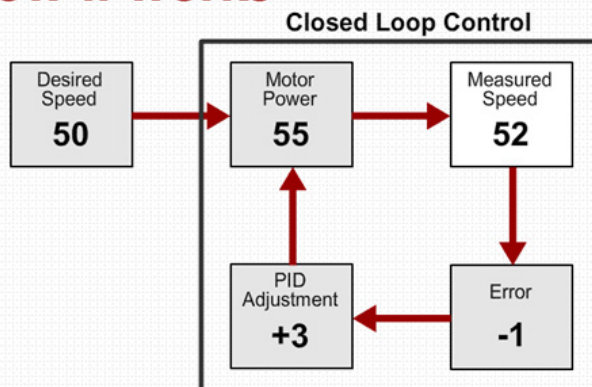 Closed Loop Control
Desired
Speed
50
Motor
Power
55
Measured
Speed
52
PID
Adjustment
+3
Error
-1